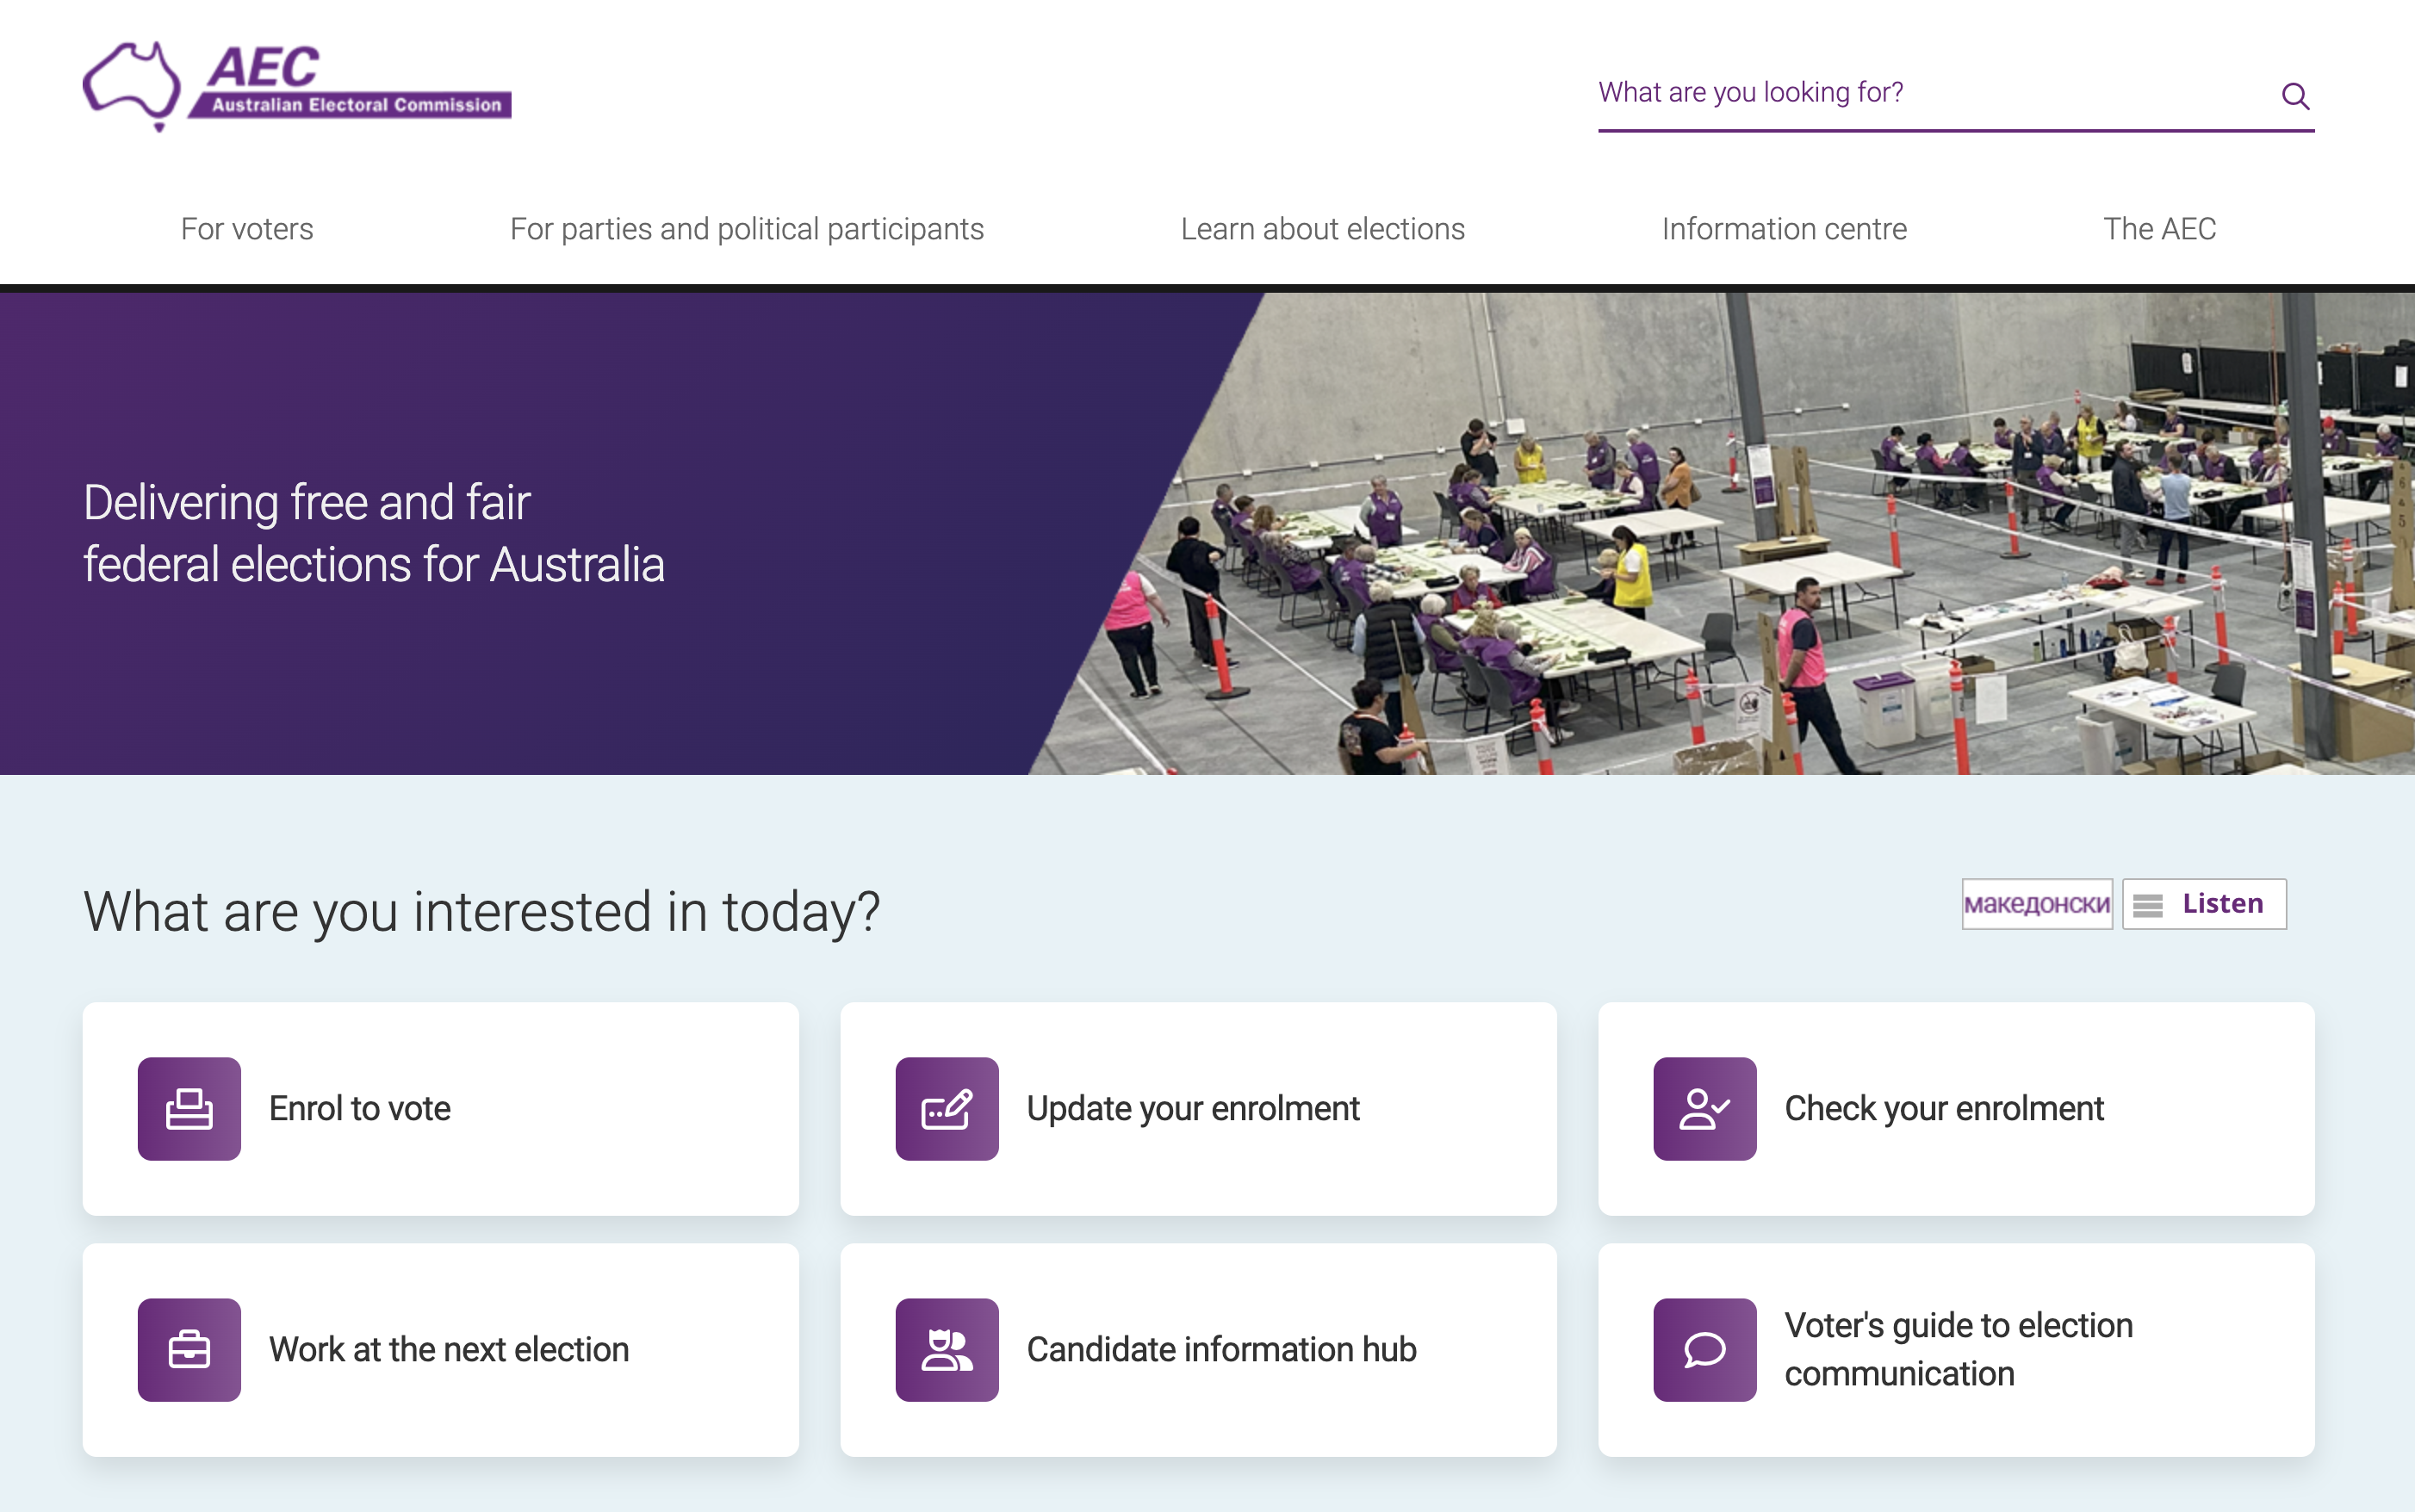 AEC
Australian Electoral Commission
What are you looking for?
For voters
For parties and political participants
Learn about elections
Information centre
The AEC
Delivering free and fair
federal elections for Australia
What are you interested in today?
македонски
Listen
Enrol to vote
Update your enrolment
Check your enrolment
Work at the next election
Candidate information hub
Voter's guide to election
communication